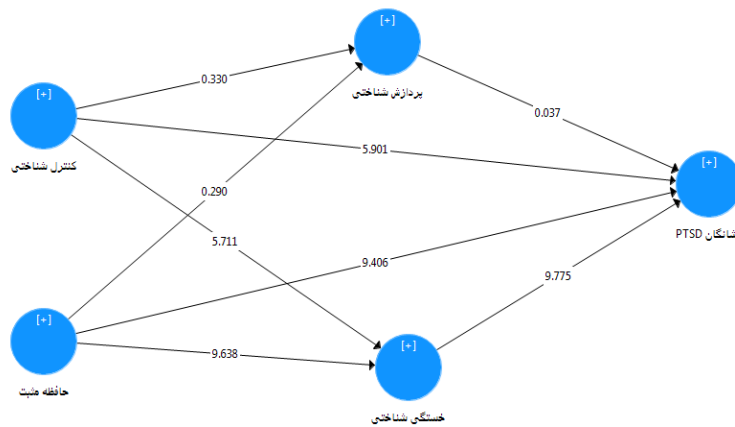 [+]
پردازش شناختی
[+]
کنترل شناختی
0.330
0.037
5.901
[+]
نشانگان PTSD
0.290
5.711
9.406
9.775
[+]
حافظه مثبت
9.638
[+]
خستگی شناختی